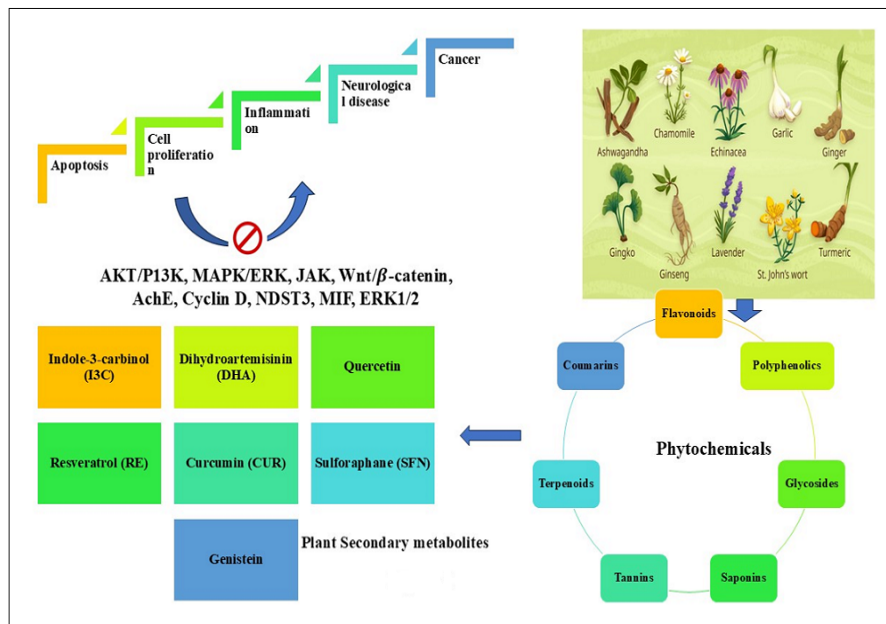 Cancer
Neurologic
al disease
Inflammati
on
Cell
proliferatio
n
Apoptosis
AKT/P13K, MAPK/ERK, JAK, Wnt/β-catenin,
AchE, Cyclin D, NDST3, MIF, ERK1/2
Indole-3-carbinol
(I3C)
Dihydroartemisinin
(DHA)
Quercetin
Resveratrol (RE)
Curcumin (CUR)
Sulforaphane (SFN)
Genistein
Plant Secondary metabolites
Ashwagandha
Chamomile
Echinacea
Garlic
Ginger
Gingko
Ginseng
Lavender
St. John's wort
Turmeric
Flavonoids
Polyphenolics
Glycosides
Saponins
Tannins
Terpenoids
Coumarins
Phytochemicals